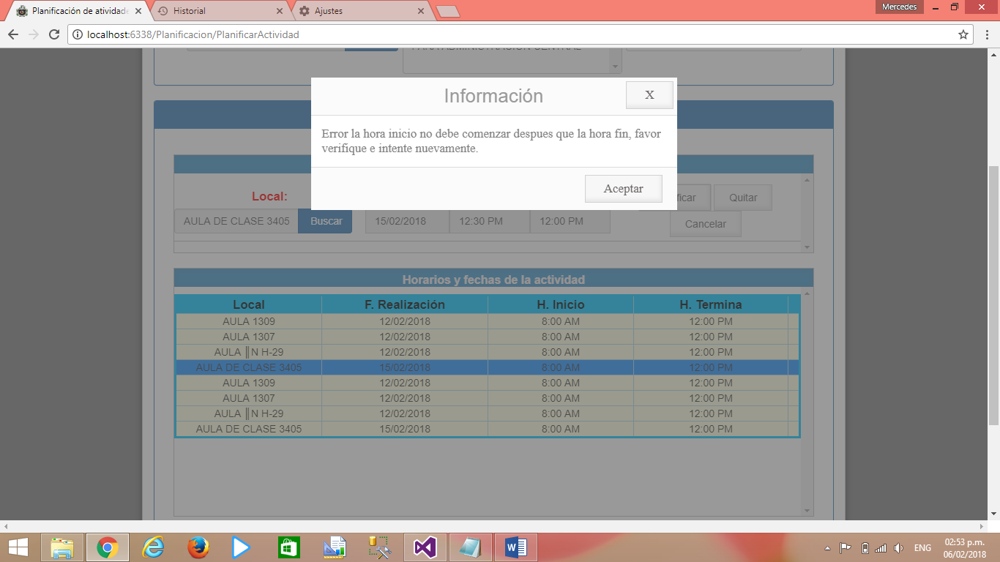 Mercedes
Planificación de atividade
Historial
Ajustes
localhost:6338/Planificacion/PlanificarActividad
PARA ADMINISTRACION CENTRAL
Información
X
Error la hora inicio no debe comenzar despues que la hora fin, favor
verifique e intente nuevamente.
Aceptar
Local:
ficar
Quitar
AULA DE CLASE 3405
Buscar
15/02/2018
12:30 PM
12:00 PM
Cancelar
Horarios y fechas de la actividad
Local F. Realización H. Inicio H. Termina
AULA 1309 12/02/2018 8:00 AM 12:00 PM
AULA 1307 12/02/2018 8:00 AM 12:00 PM
AULA ║N H-29 12/02/2018 8:00 AM 12:00 PM
AULA DE CLASE 3405 15/02/2018 8:00 AM 12:00 PM
AULA 1309 12/02/2018 8:00 AM 12:00 PM
AULA 1307 12/02/2018 8:00 AM 12:00 PM
AULA ║N H-29 12/02/2018 8:00 AM 12:00 PM
AULA DE CLASE 3405 15/02/2018 8:00 AM 12:00 PM
ENG
02:53 p.m.
06/02/2018